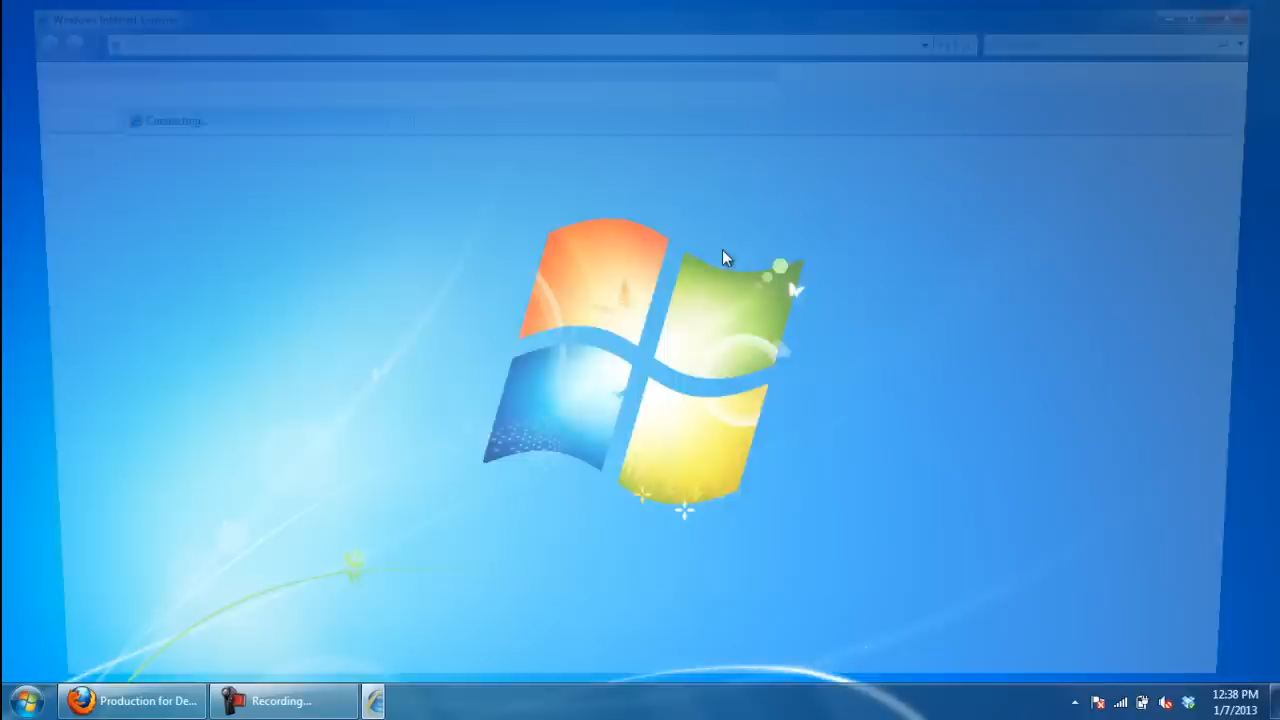 Windows Internet Explorer
Connecting...
Production for De...
Recording...
12:38 PM
1/7/2013